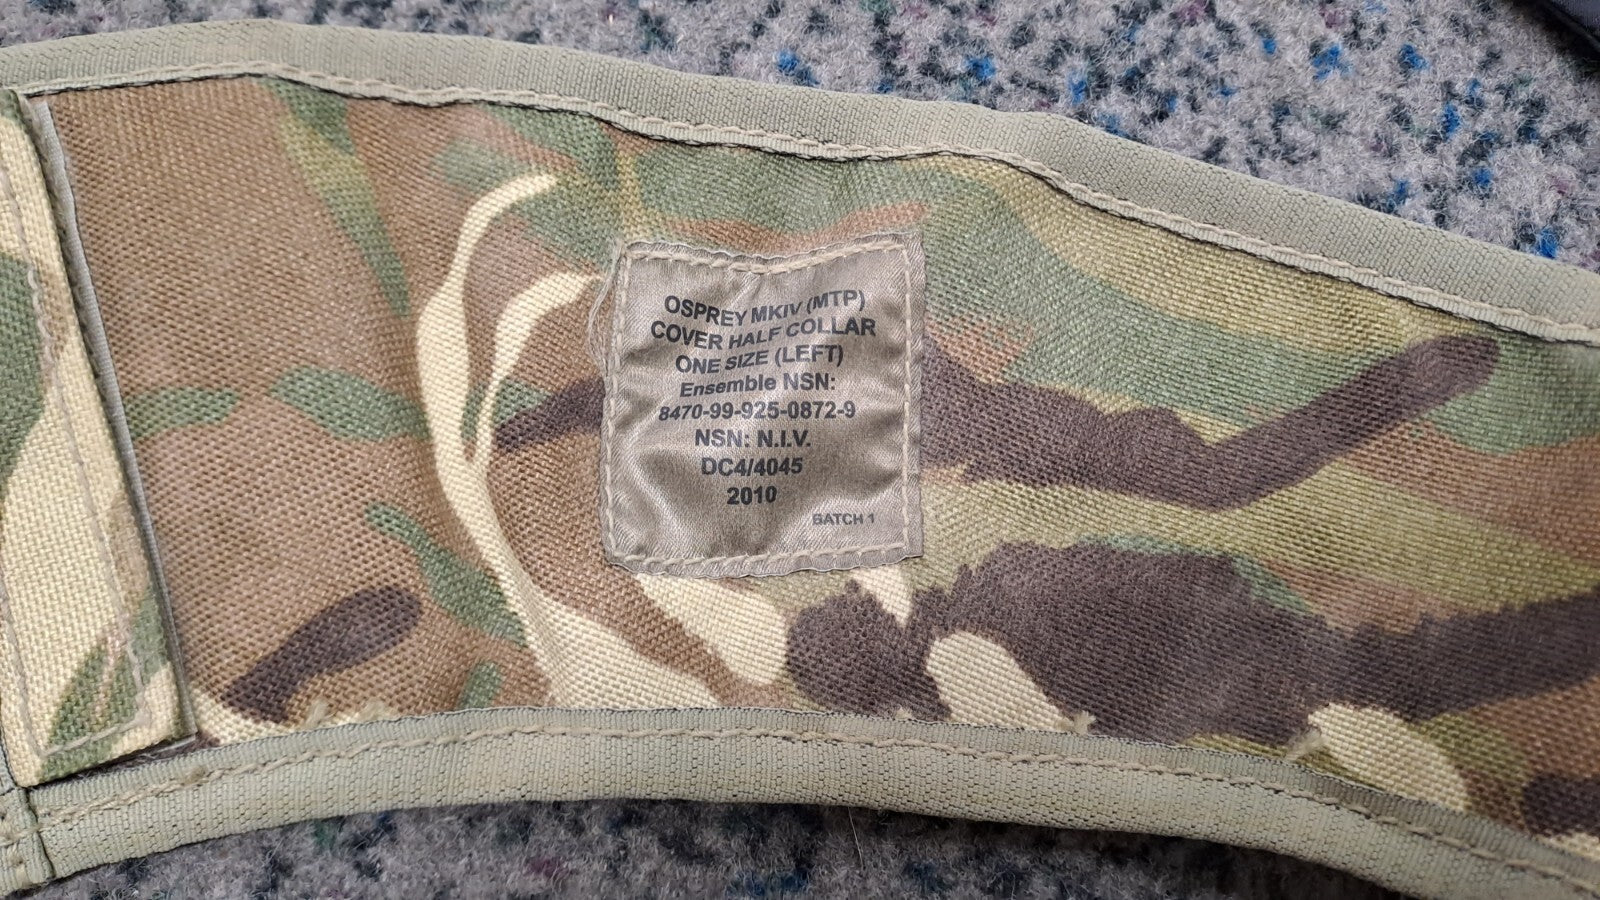 OSPREY MKIV (MTP)
COVER HALF COLLAR
ONE SIZE (LEFT)
Ensemble NSN:
8470-99-925-0872-9
NSN: N.I.V.
DC4/4045
2010
BATCH 1